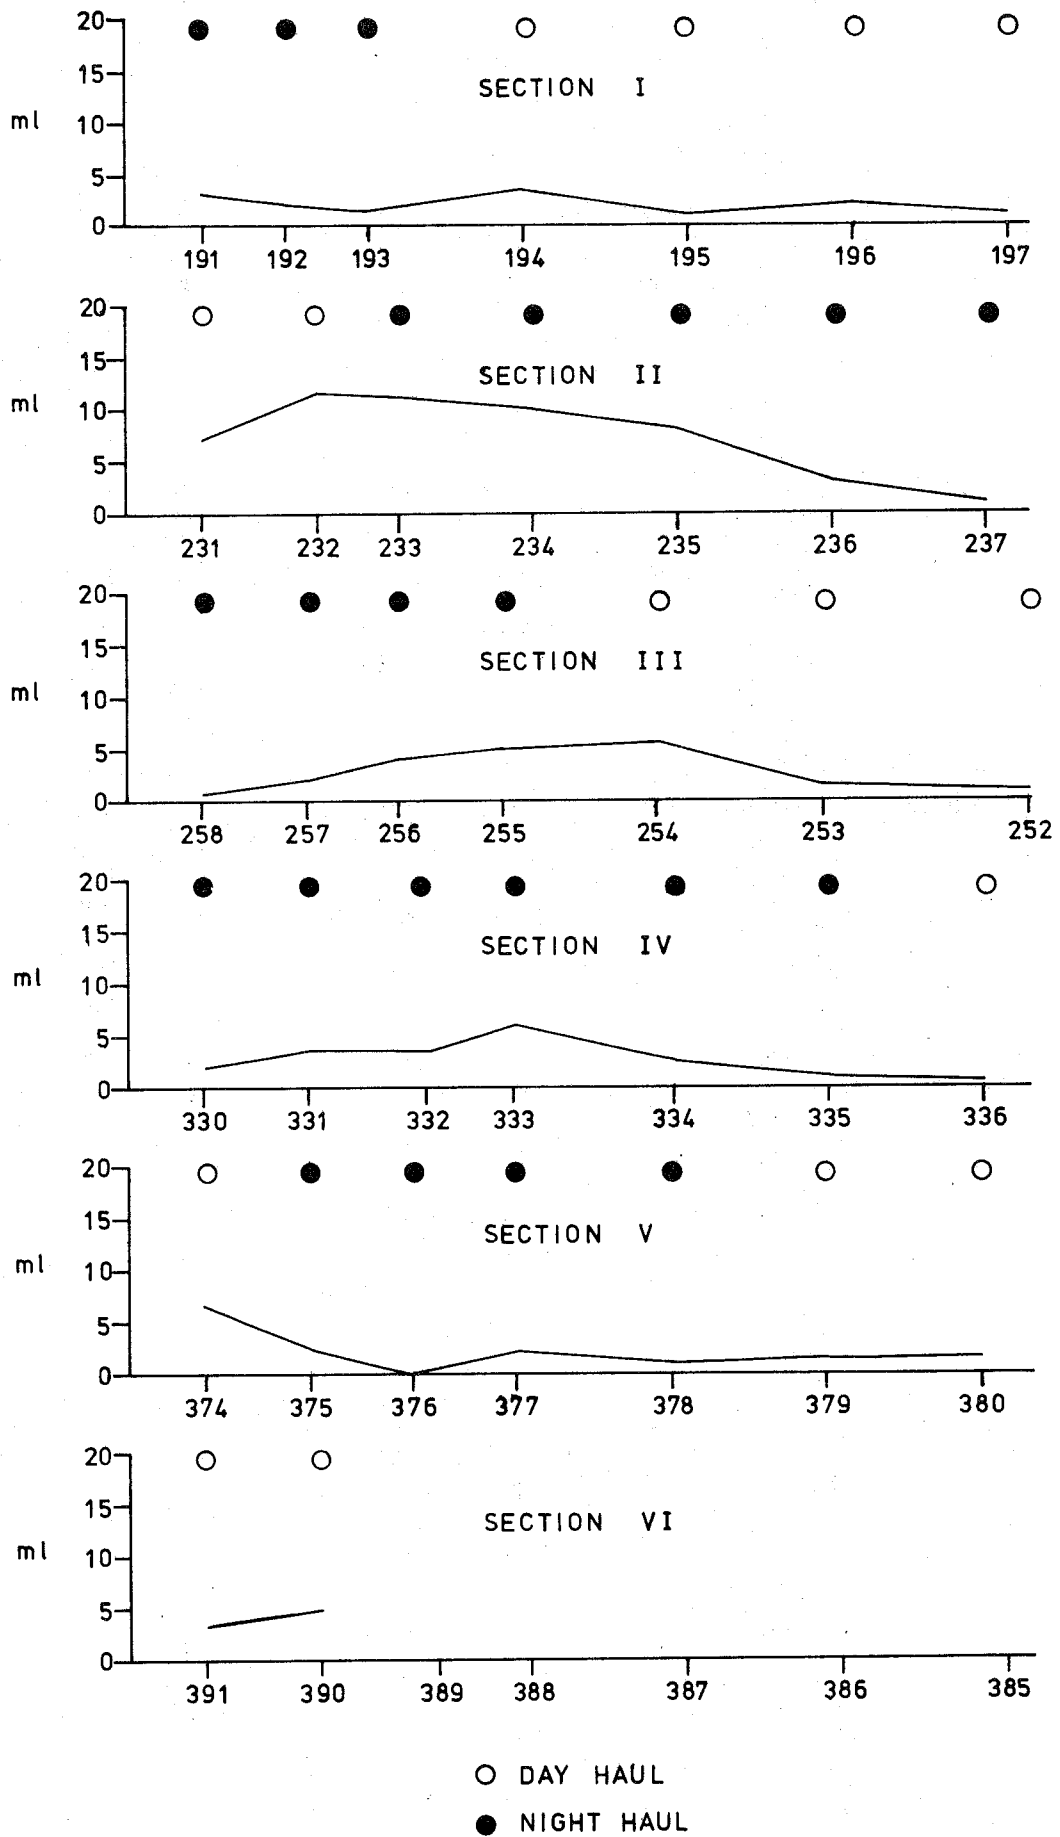 20
15
ml
10
5
0
SECTION I
191 192 193 194 195 196 197
20
15
ml
10
5
0
SECTION II
231 232 233 234 235 236 237
20
15
ml
10
5
0
SECTION III
258 257 256 255 254 253 252
20
15
ml
10
5
0
SECTION IV
330 331 332 333 334 335 336
20
15
ml
10
5
0
SECTION V
374 375 376 377 378 379 380
20
15
ml
10
5
0
SECTION VI
391 390 389 388 387 386 385
DAY HAUL
NIGHT HAUL